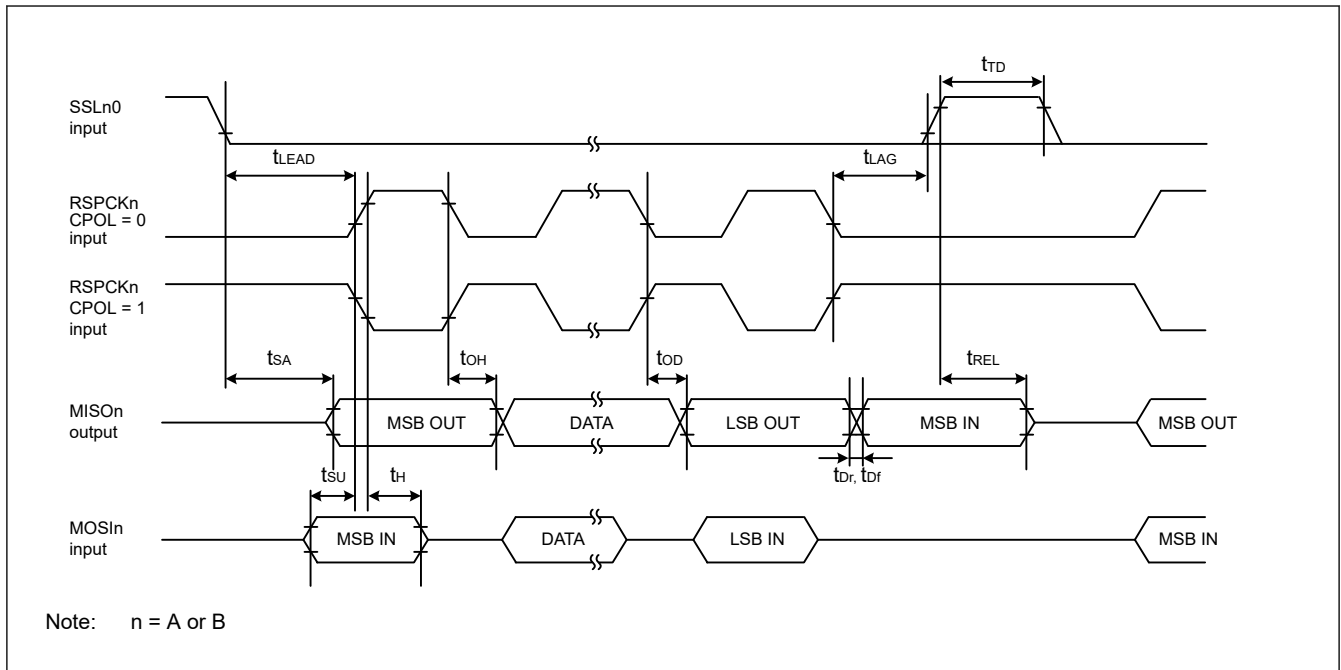 tTD
SSLn0
input
tLEAD
tLAG
RSPCKn
CPOL = 0
input
RSPCKn
CPOL = 1
input
tSA
tOH
tOD
tREL
MISOn
output
MSB OUT
DATA
LSB OUT
MSB IN
MSB OUT
tSU
tH
tDr, tDf
MOSIn
input
MSB IN
DATA
LSB IN
MSB IN
Note: n = A or B